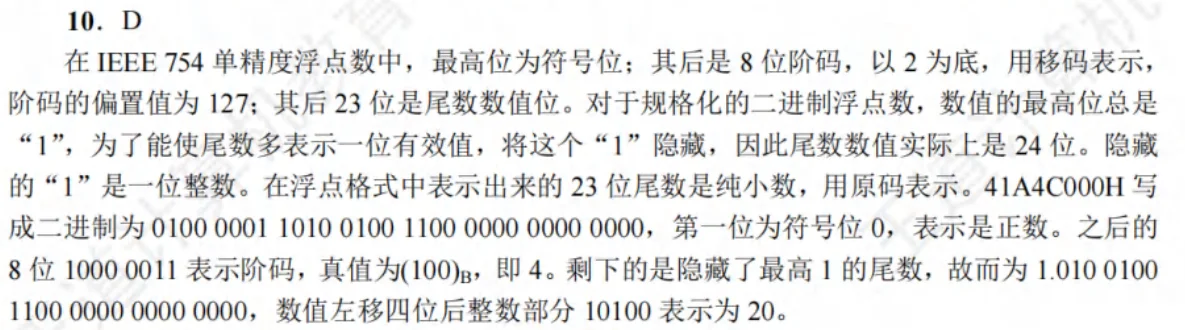 10．D
在 IEEE 754 单精度浮点数中，最高位为符号位；其后是 8 位阶码，以 2 为底，用移码表示，
阶码的偏置值为 127；其后 23 位是尾数数值位。对于规格化的二进制浮点数，数值的最高位总是
“1”，为了能使尾数多表示一位有效值，将这个“1”隐藏，因此尾数数值实际上是 24 位。隐藏
的“1”是一位整数。在浮点格式中表示出来的 23 位尾数是纯小数，用原码表示。41A4C000H 写
成二进制为 0100 0001 1010 0100 1100 0000 0000 0000，第一位为符号位 0，表示是正数。之后的
8 位 1000 0011 表示阶码，真值为(100)B，即 4。剩下的是隐藏了最高 1 的尾数，故而为 1.010 0100
1100 0000 0000 0000，数值左移四位后整数部分 10100 表示为 20。